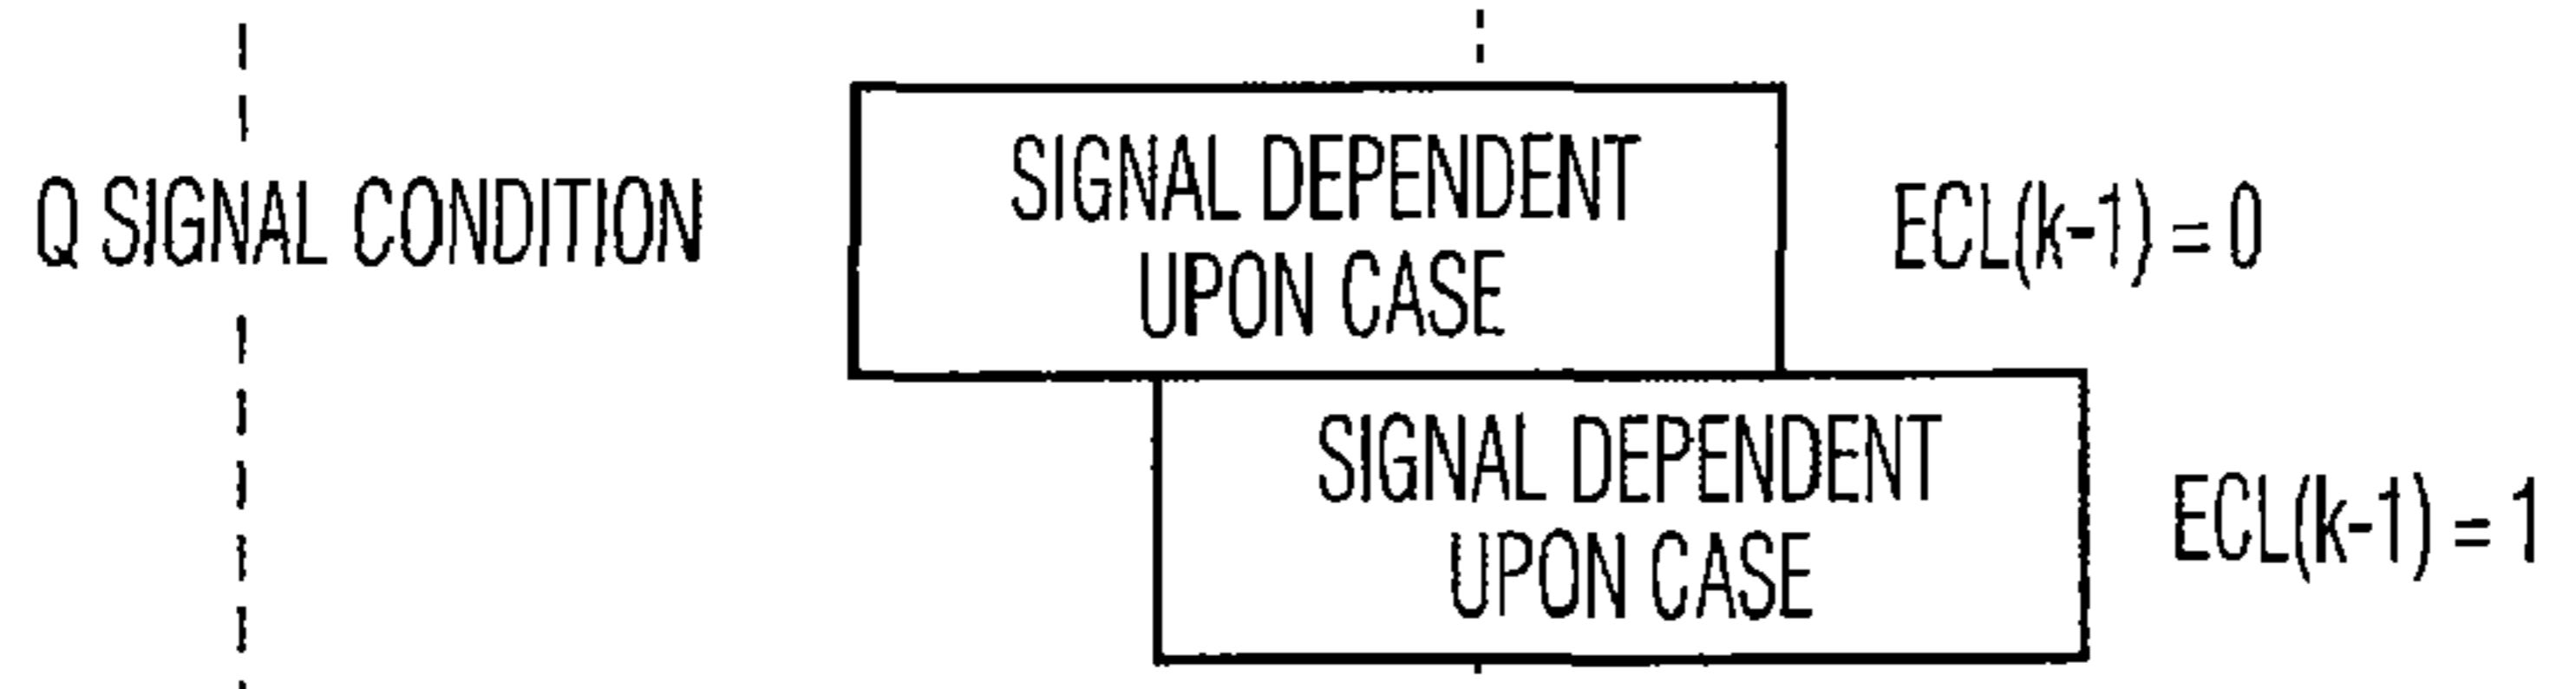 Q SIGNAL CONDITION
SIGNAL DEPENDENT
UPON CASE
ECL(k-1) = 0
SIGNAL DEPENDENT
UPON CASE
ECL(k-1) = 1